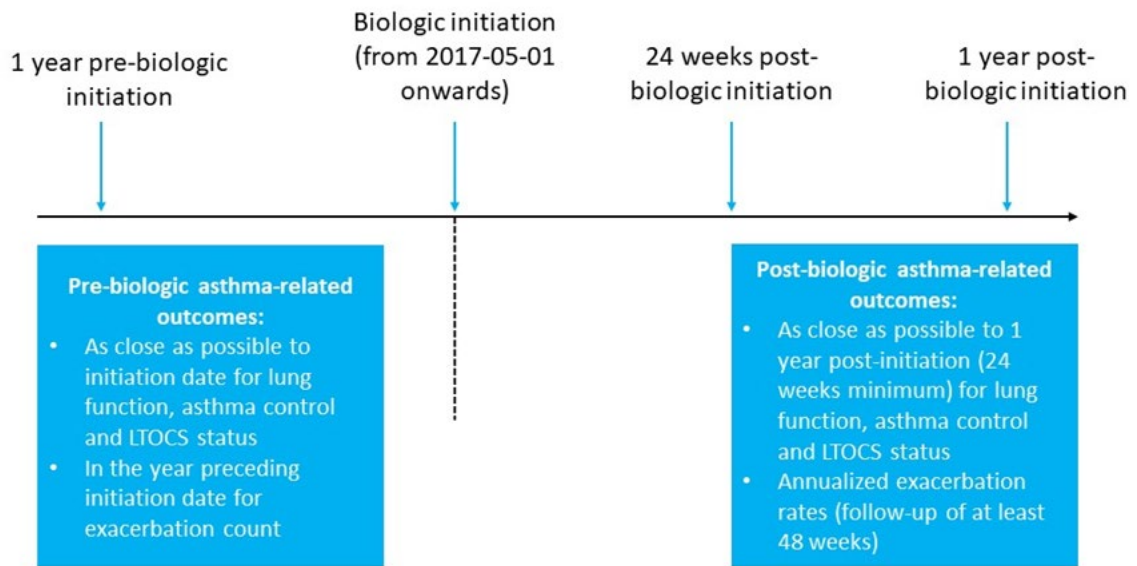 1 year pre-biologic
initiation
Biologic initiation
(from 2017-05-01
onwards)
24 weeks post-
biologic initiation
1 year post-
biologic initiation
Pre-biologic asthma-related
outcomes:
• As close as possible to
initiation date for lung
function, asthma control
and LTOCS status
• In the year preceding
initiation date for
exacerbation count
Post-biologic asthma-related
outcomes:
• As close as possible to 1
year post-initiation (24
weeks minimum) for lung
function, asthma control
and LTOCS status
• Annualized exacerbation
rates (follow-up of at least
48 weeks)